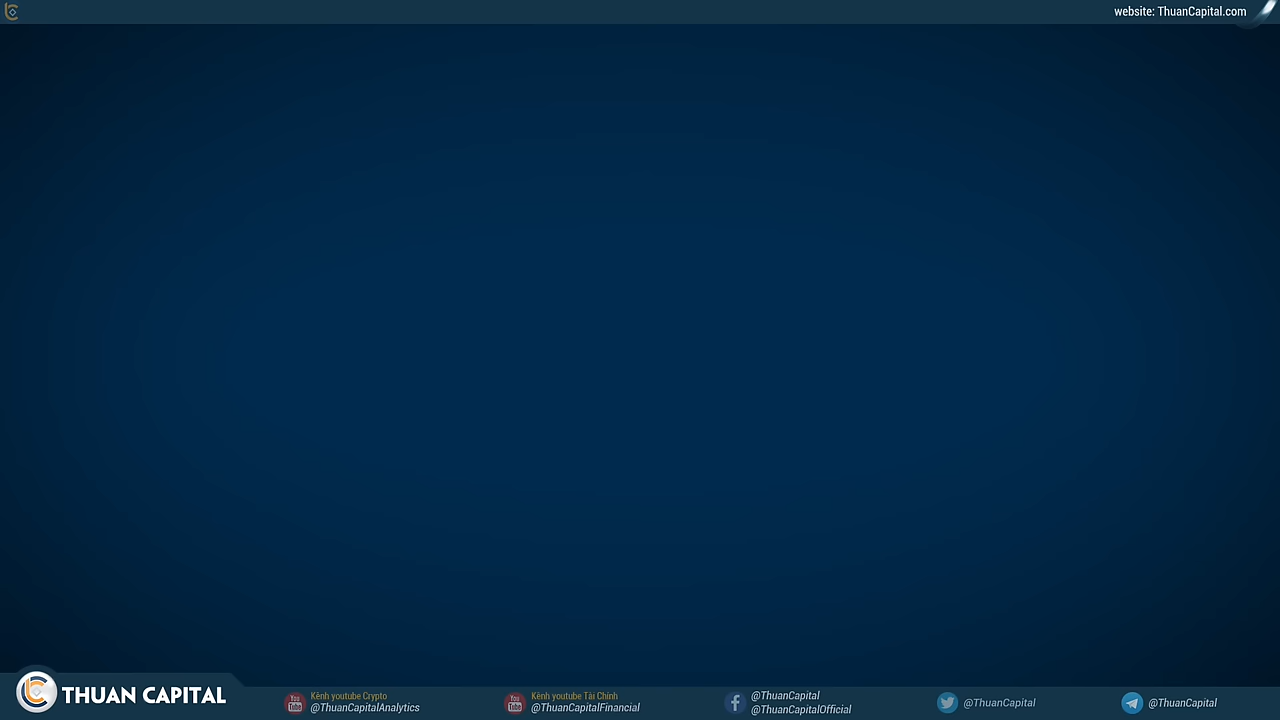 website: ThuanCapital.com
THUAN CAPITAL
Kênh youtube Crypto
@ThuanCapitalAnalytics
Kênh youtube Tài Chính
@ThuanCapitalFinancial
@ThuanCapital
@ThuanCapitalOfficial
@ThuanCapital
@ThuanCapital